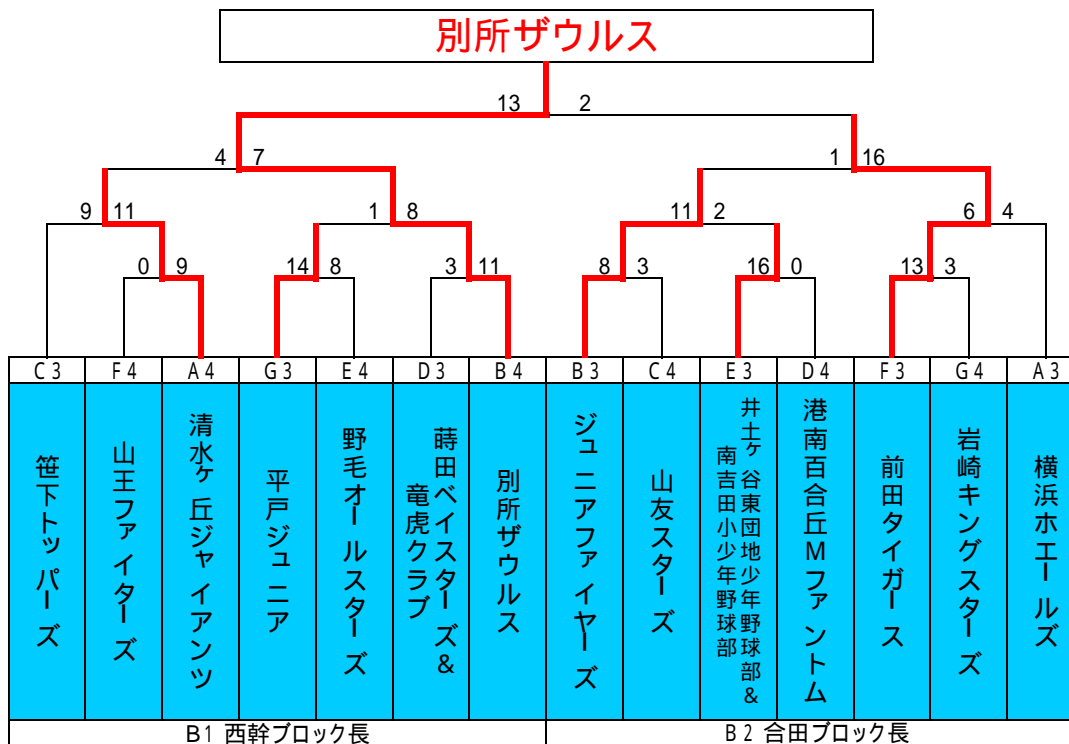 別所ザウルス
13 2
4 7 1 16
9 11 1 8 11 2 6 4
0 9 14 8 3 11 8 3 16 0 13 3
C3 F4 A4 G3 E4 D3 B4 B3 C4 E3 D4 F3 G4 A3
笹下トッパーズ
山王ファイターズ
清水ヶ丘ジャイアンツ
平戸ジュニア
野毛オールスターズ
蒔田ベイスターズ&
竜虎クラブ
別所ザウルス
ジュニアファイヤーズ
山友スターズ
井土ヶ谷東団地少年野球部&
南吉田小少年野球部
港南百合丘Mファントム
前田タイガース
岩崎キングスターズ
横浜ホエールズ
B1 西幹ブロック長
B2 合田ブロック長